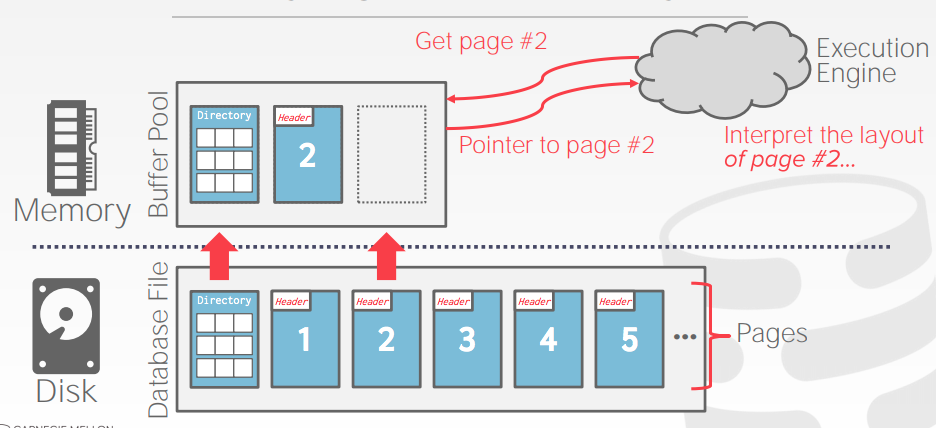 Get page #2
Execution
Engine
Pointer to page #2
Interpret the layout
of page #2...
Memory
Buffer Pool
Directory
Header
2
Disk
Database File
Directory
Header
1
Header
2
Header
3
Header
4
Header
5
...
Pages